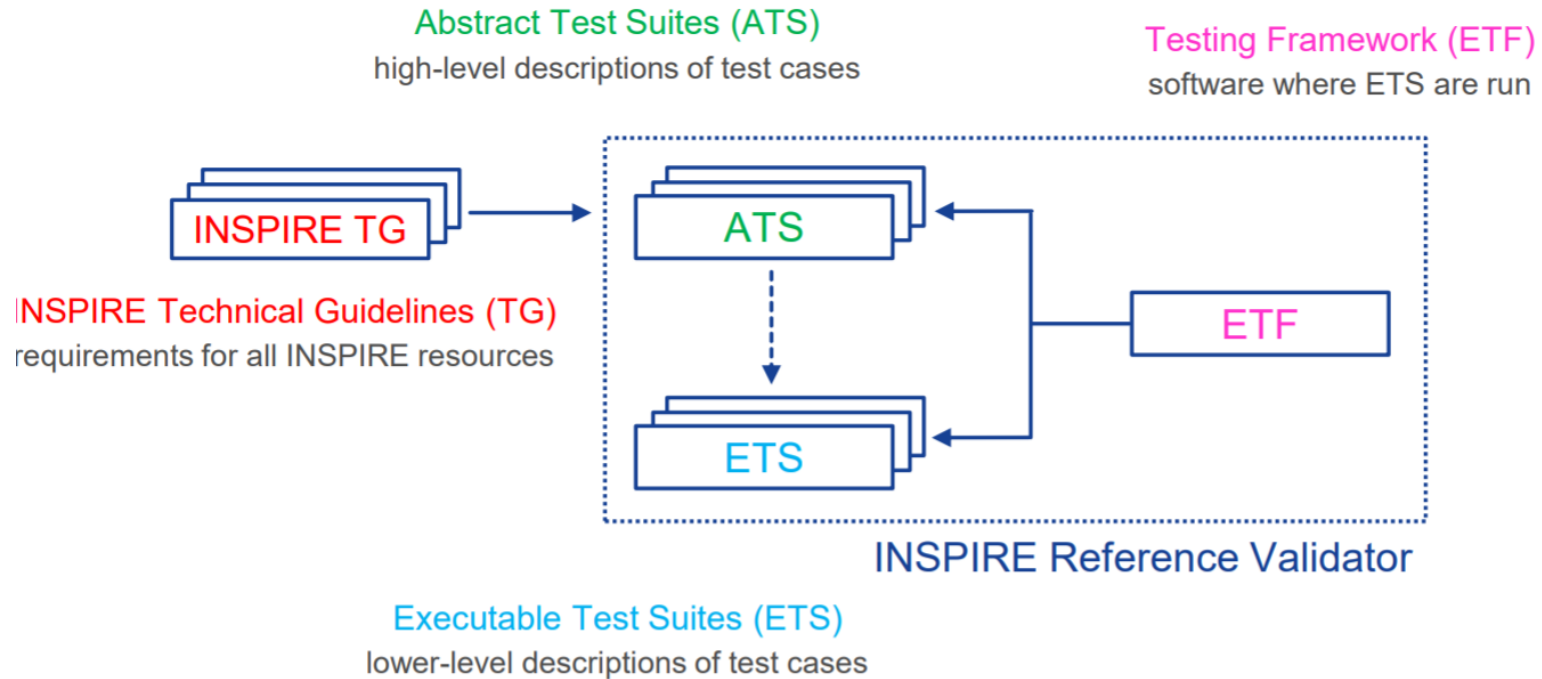 Abstract Test Suites (ATS)
high-level descriptions of test cases
Testing Framework (ETF)
software where ETS are run
INSPIRE TG
ATS
INSPIRE Technical Guidelines (TG)
requirements for all INSPIRE resources
ETF
ETS
INSPIRE Reference Validator
Executable Test Suites (ETS)
lower-level descriptions of test cases